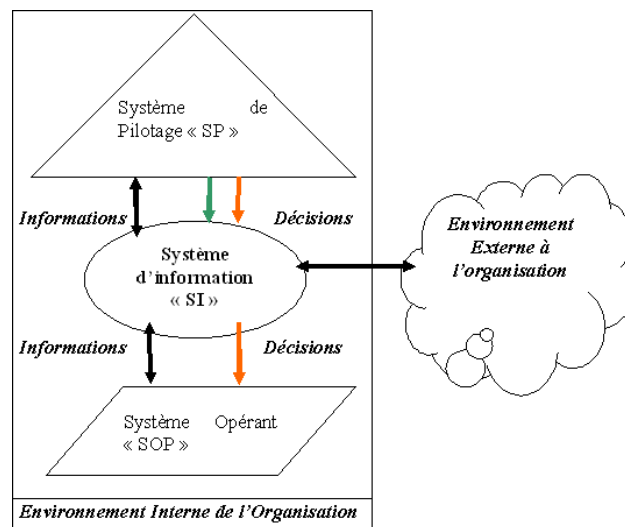 Système de
Pilotage « SP »
Informations
Décisions
Système
d'information
« SI »
Environnement
Externe à
l'organisation
Informations
Décisions
Système Opérant
« SOP »
Environnement Interne de l'Organisation